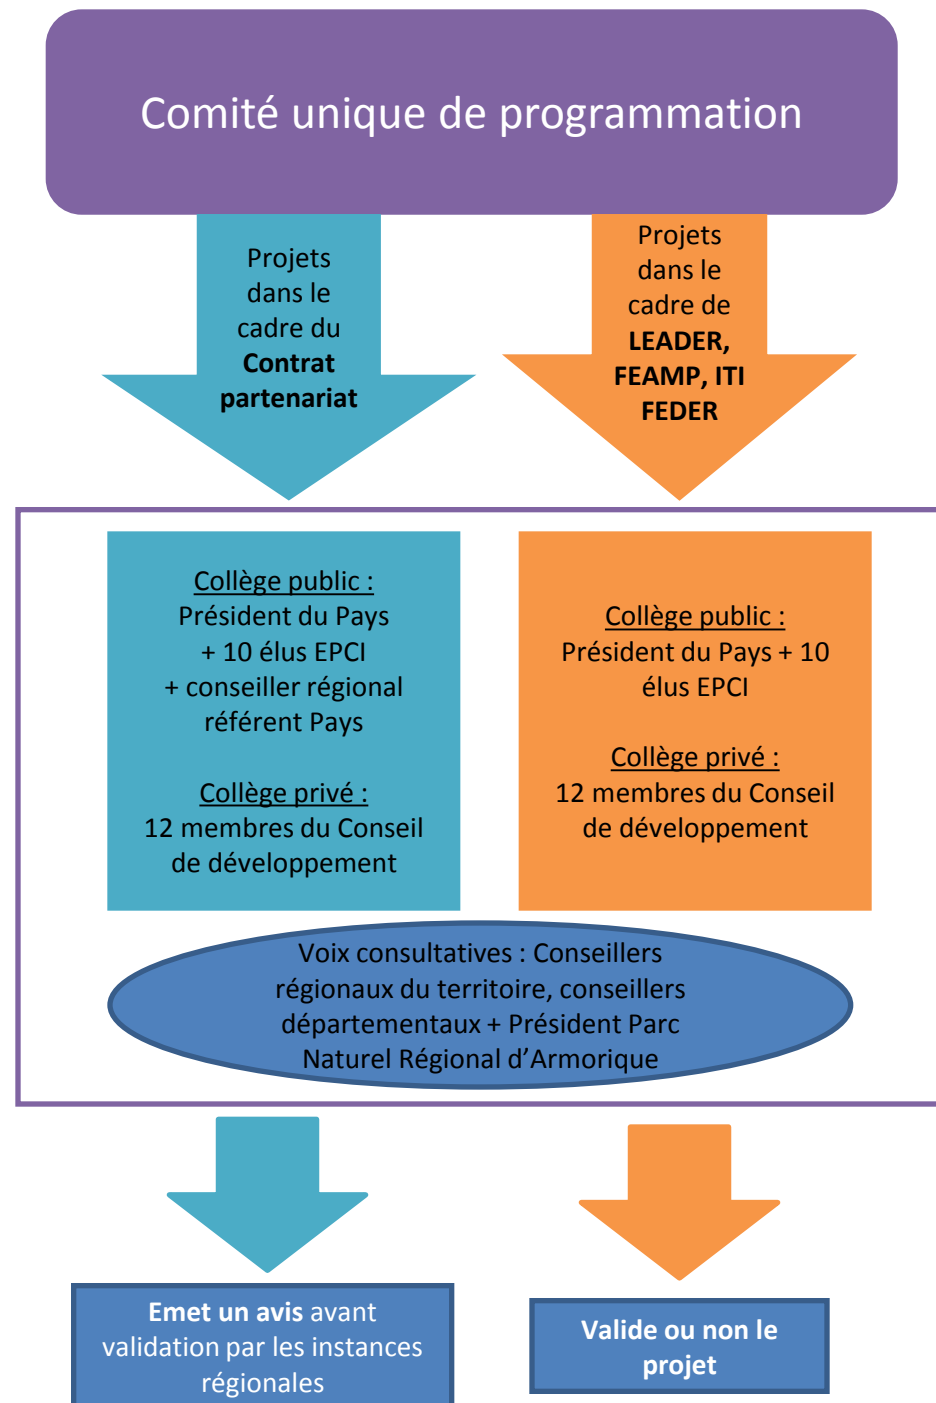 Comité unique de programmation
Projets
dans le
cadre du
Contrat
partenariat
Projets
dans le
cadre de
LEADER,
FEAMP, ITI
FEDER
Collège public :
Président du Pays
+ 10 élus EPCI
+ conseiller régional
référent Pays
Collège privé :
12 membres du Conseil
de développement
Collège public :
Président du Pays + 10
élus EPCI
Collège privé :
12 membres du Conseil
de développement
Voix consultatives : Conseillers
régionaux du territoire, conseillers
départementaux + Président Parc
Naturel Régional d’Armorique
Emet un avis avant
validation par les instances
régionales
Valide ou non le
projet